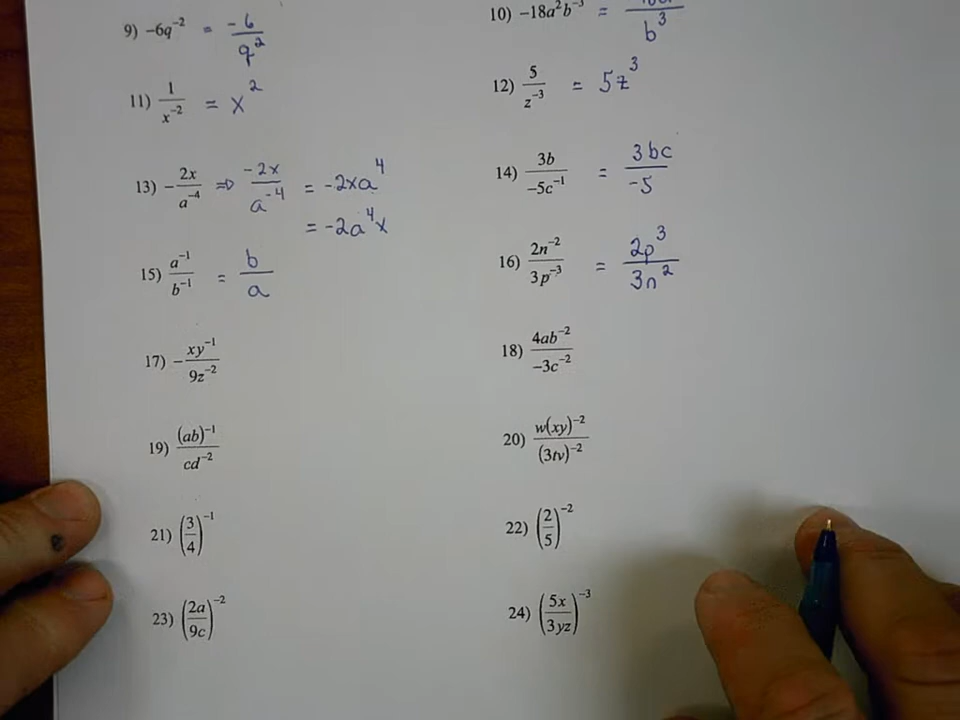 9) -6q^-2 = -6/q^2
10) -18a^2b^-3 = /b^3
11) 1/x^-2 = x^2
12) 5/z^-3 = 5z^3
13) -2x/a^-4 ⇒ -2x/a^-4 = -2xa^4
= -2a^4x
14) 3b/-5c^-1 = 3bc/-5
15) a^-1/b^-1 = b/a
16) 2n^-2/3p^-3 = 2p^3/3n^2
17) -xy^-1/9z^-2
18) 4ab^-2/-3c^-2
19) (ab)^-1/cd^-2
20) w(xy)^-2/(3tv)^-2
21) (3/4)^-1
22) (2/5)^-2
23) (2a/9c)^-2
24) (5x/3yz)^-3